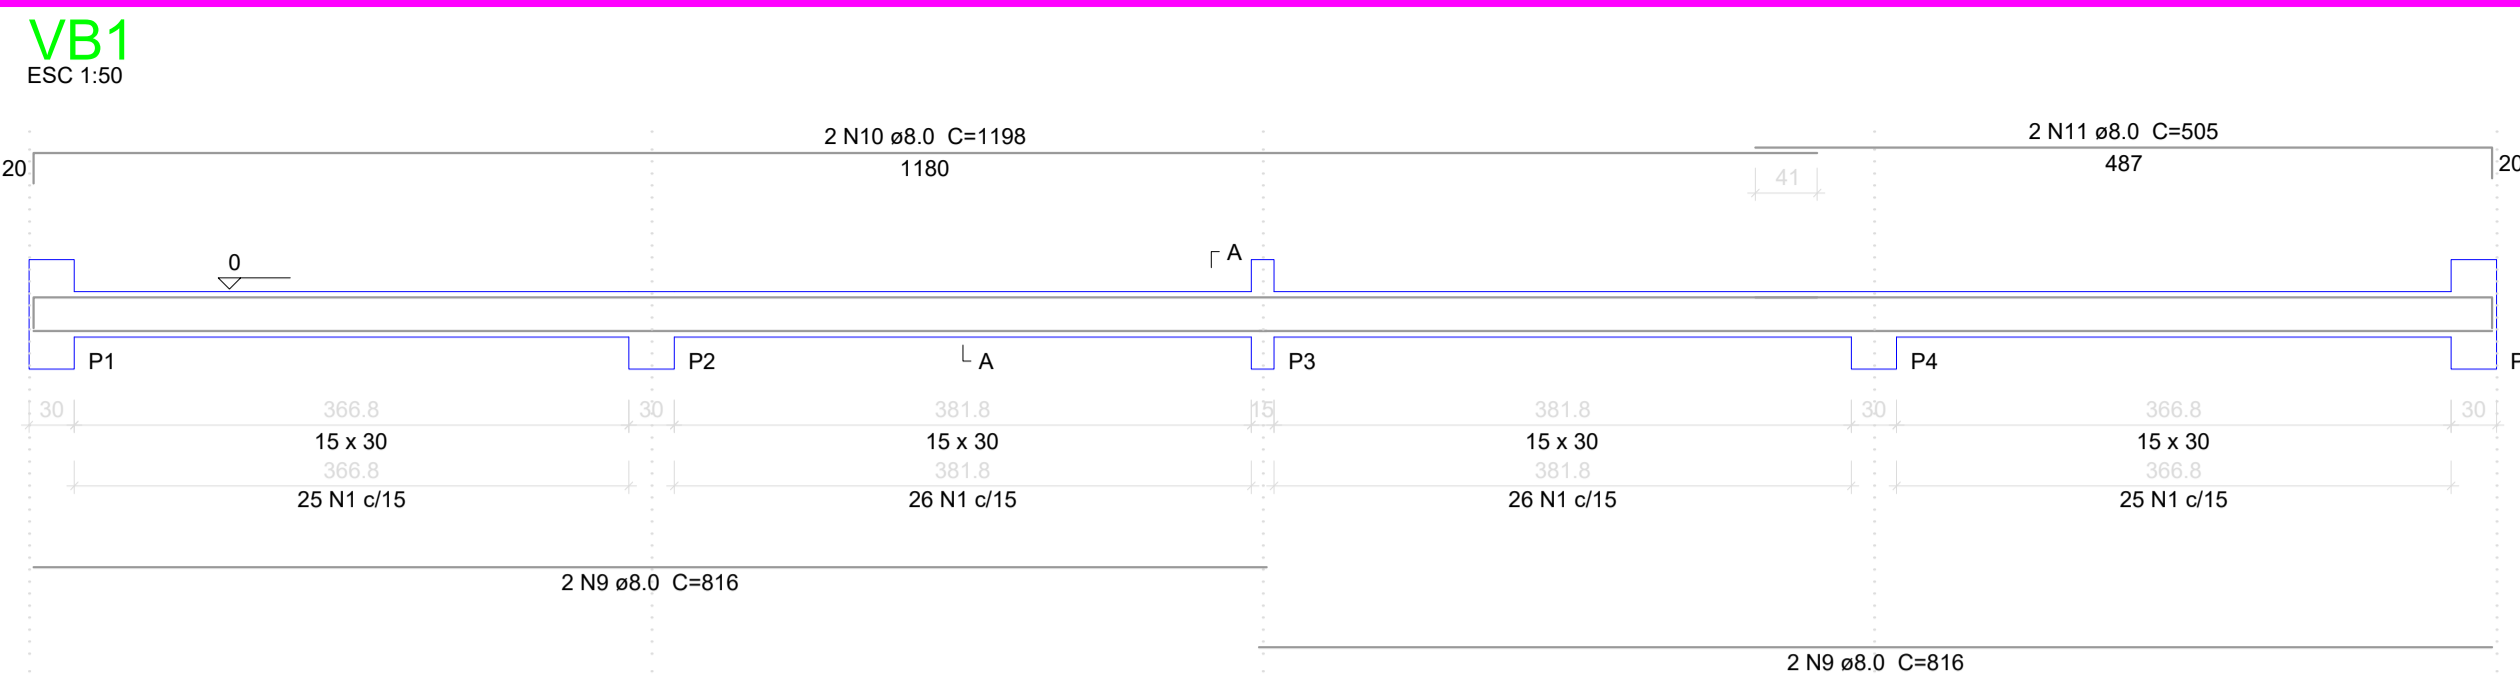 VB1
ESC 1:50
2 N10 ø8.0 C=1198
2 N11 ø8.0 C=505
20
1180
487
20
41
A
0
P1
P2
A
P3
P4
P
30
366.8
30
381.8
15
381.8
30
366.8
30
15 x 30
15 x 30
15 x 30
15 x 30
366.8
381.8
381.8
366.8
25 N1 c/15
26 N1 c/15
26 N1 c/15
25 N1 c/15
2 N9 ø8.0 C=816
2 N9 ø8.0 C=816